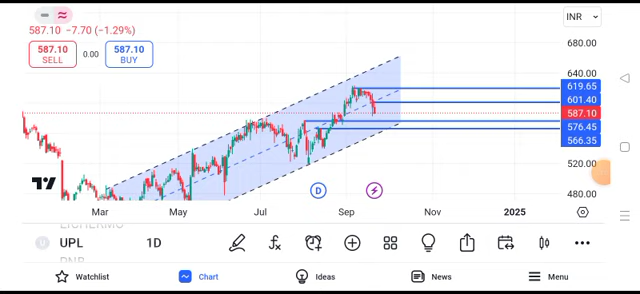 INR
587.10 −7.70 (−1.29%)
680.00
587.10
SELL
0.00
587.10
BUY
640.00
619.65
601.40
587.10
576.45
566.35
520.00
480.00
D
Mar May Jul Sep Nov 2025
U UPL 1D
Watchlist Chart Ideas News Menu